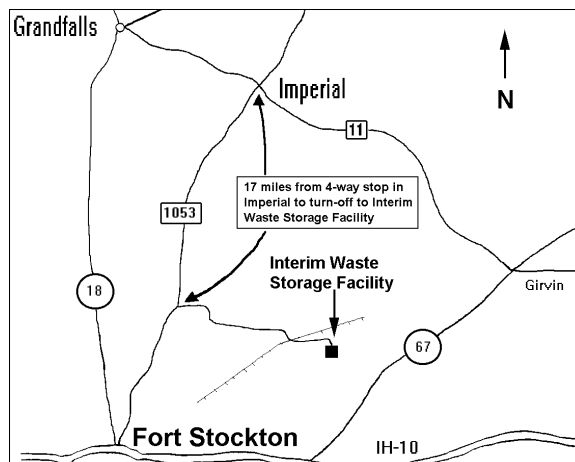 Grandfalls
Imperial
N
11
17 miles from 4-way stop in
Imperial to turn-off to Interim
Waste Storage Facility
1053
Interim Waste
Storage Facility
18
Girvin
67
Fort Stockton
IH-10